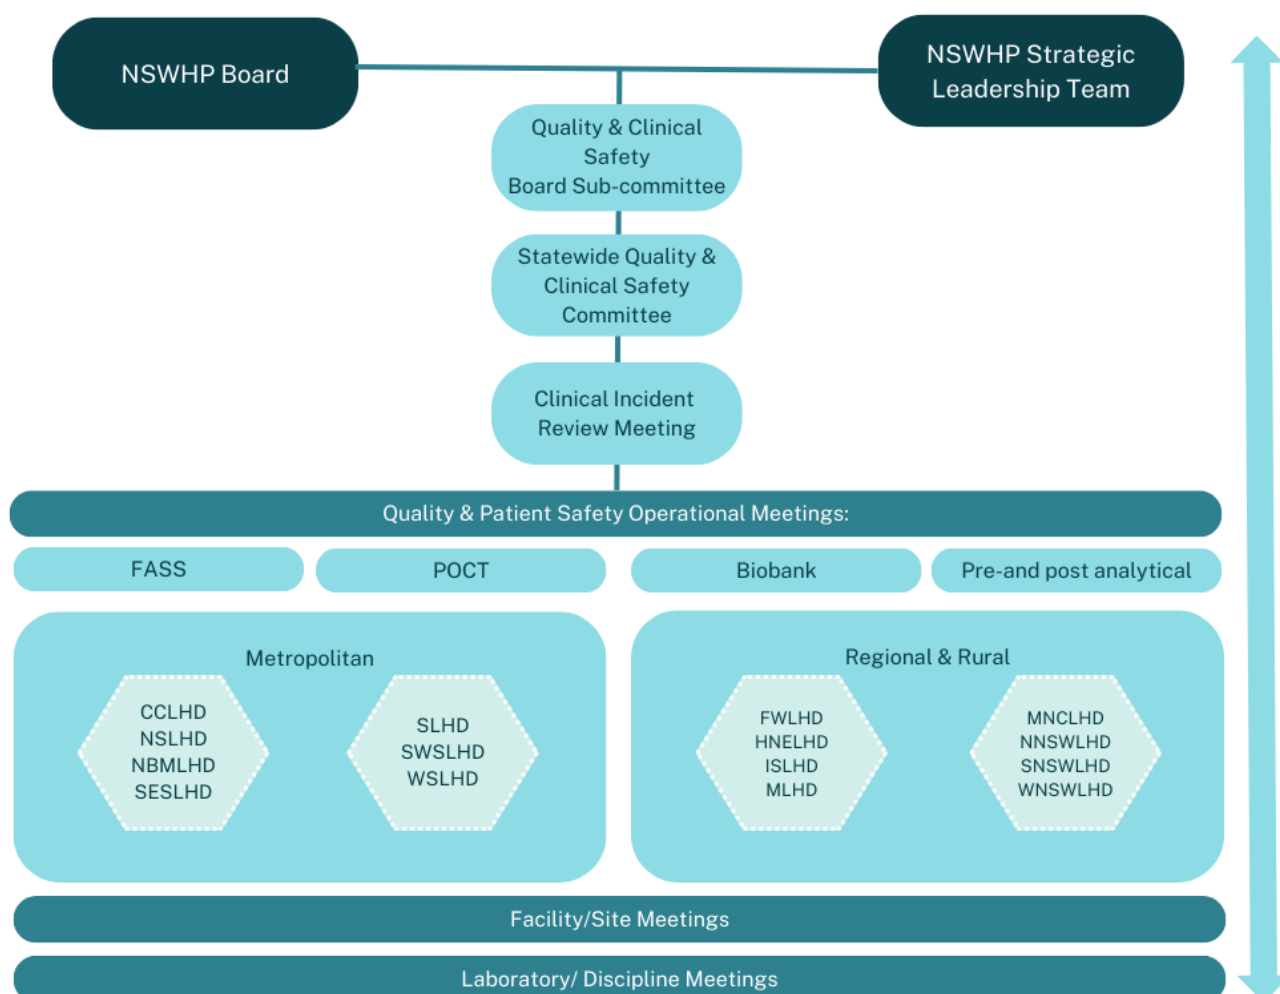 NSWHP Board
NSWHP Strategic
Leadership Team
Quality & Clinical
Safety
Board Sub-committee
Statewide Quality &
Clinical Safety
Committee
Clinical Incident
Review Meeting
Quality & Patient Safety Operational Meetings:
FASS
POCT
Biobank
Pre-and post analytical
Metropolitan
CCLHD
NSLHD
NBMLHD
SESLHD
SLHD
SWSLHD
WSLHD
Regional & Rural
FWLHD
HNELHD
ISLHD
MLHD
MNCLHD
NNSWLHD
SNSWLHD
WNSWLHD
Facility/Site Meetings
Laboratory/ Discipline Meetings